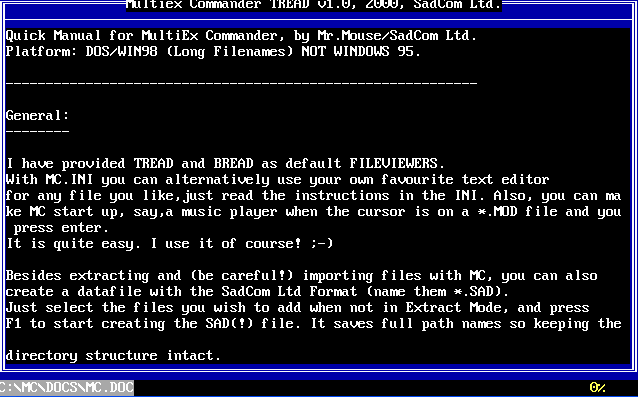 Multiex Commander TREAD v1.0, 2000, SadCom Ltd.
Quick Manual for MultiEx Commander, by Mr.Mouse/SadCom Ltd.
Platform: DOS/WIN98 (Long Filenames) NOT WINDOWS 95.
-----------------------------------------------------------
General:
--------
I have provided TREAD and BREAD as default FILEVIEWERS.
With MC.INI you can alternatively use your own favourite text editor
for any file you like,just read the instructions in the INI. Also, you can ma
ke MC start up, say,a music player when the cursor is on a *.MOD file and you
 press enter.
It is quite easy. I use it of course! ;-)
Besides extracting and (be careful!) importing files with MC, you can also
create a datafile with the SadCom Ltd Format (name them *.SAD).
Just select the files you wish to add when not in Extract Mode, and press
F1 to start creating the SAD(!) file. It saves full path names so keeping the
directory structure intact.
C:\MC\DOCS\MC.DOC 0%